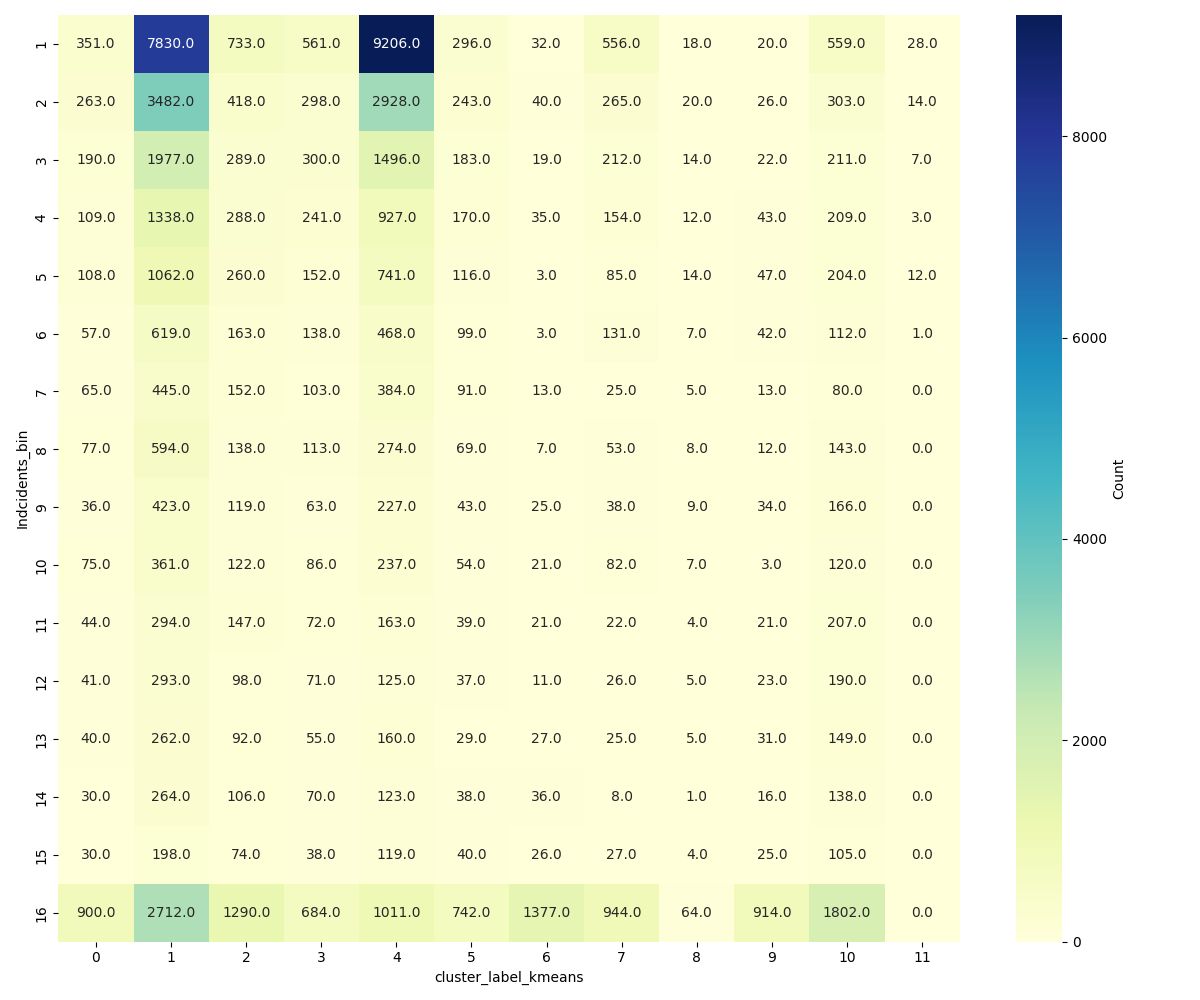 1 351.0 7830.0 733.0 561.0 9206.0 296.0 32.0 556.0 18.0 20.0 559.0 28.0
2 263.0 3482.0 418.0 298.0 2928.0 243.0 40.0 265.0 20.0 26.0 303.0 14.0
3 190.0 1977.0 289.0 300.0 1496.0 183.0 19.0 212.0 14.0 22.0 211.0 7.0
4 109.0 1338.0 288.0 241.0 927.0 170.0 35.0 154.0 12.0 43.0 209.0 3.0
5 108.0 1062.0 260.0 152.0 741.0 116.0 3.0 85.0 14.0 47.0 204.0 12.0
6 57.0 619.0 163.0 138.0 468.0 99.0 3.0 131.0 7.0 42.0 112.0 1.0
7 65.0 445.0 152.0 103.0 384.0 91.0 13.0 25.0 5.0 13.0 80.0 0.0
8 77.0 594.0 138.0 113.0 274.0 69.0 7.0 53.0 8.0 12.0 143.0 0.0
9 36.0 423.0 119.0 63.0 227.0 43.0 25.0 38.0 9.0 34.0 166.0 0.0
10 75.0 361.0 122.0 86.0 237.0 54.0 21.0 82.0 7.0 3.0 120.0 0.0
11 44.0 294.0 147.0 72.0 163.0 39.0 21.0 22.0 4.0 21.0 207.0 0.0
12 41.0 293.0 98.0 71.0 125.0 37.0 11.0 26.0 5.0 23.0 190.0 0.0
13 40.0 262.0 92.0 55.0 160.0 29.0 27.0 25.0 5.0 31.0 149.0 0.0
14 30.0 264.0 106.0 70.0 123.0 38.0 36.0 8.0 1.0 16.0 138.0 0.0
15 30.0 198.0 74.0 38.0 119.0 40.0 26.0 27.0 4.0 25.0 105.0 0.0
16 900.0 2712.0 1290.0 684.0 1011.0 742.0 1377.0 944.0 64.0 914.0 1802.0 0.0
0 1 2 3 4 5 6 7 8 9 10 11
cluster_label_kmeans
Indcidents_bin
8000
6000
4000
2000
0
Count